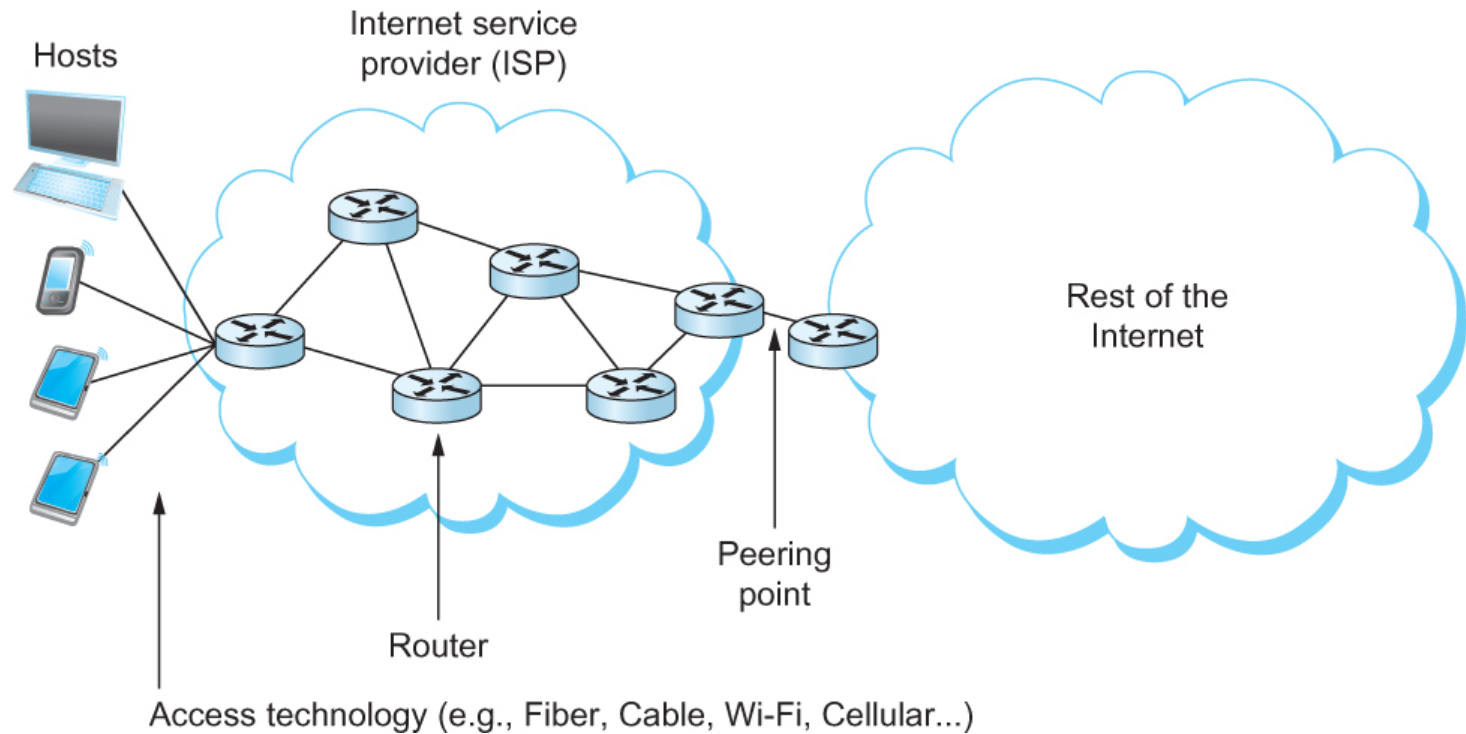 Internet service
provider (ISP)
Hosts
Rest of the
Internet
Peering
point
Router
Access technology (e.g., Fiber, Cable, Wi-Fi, Cellular...)